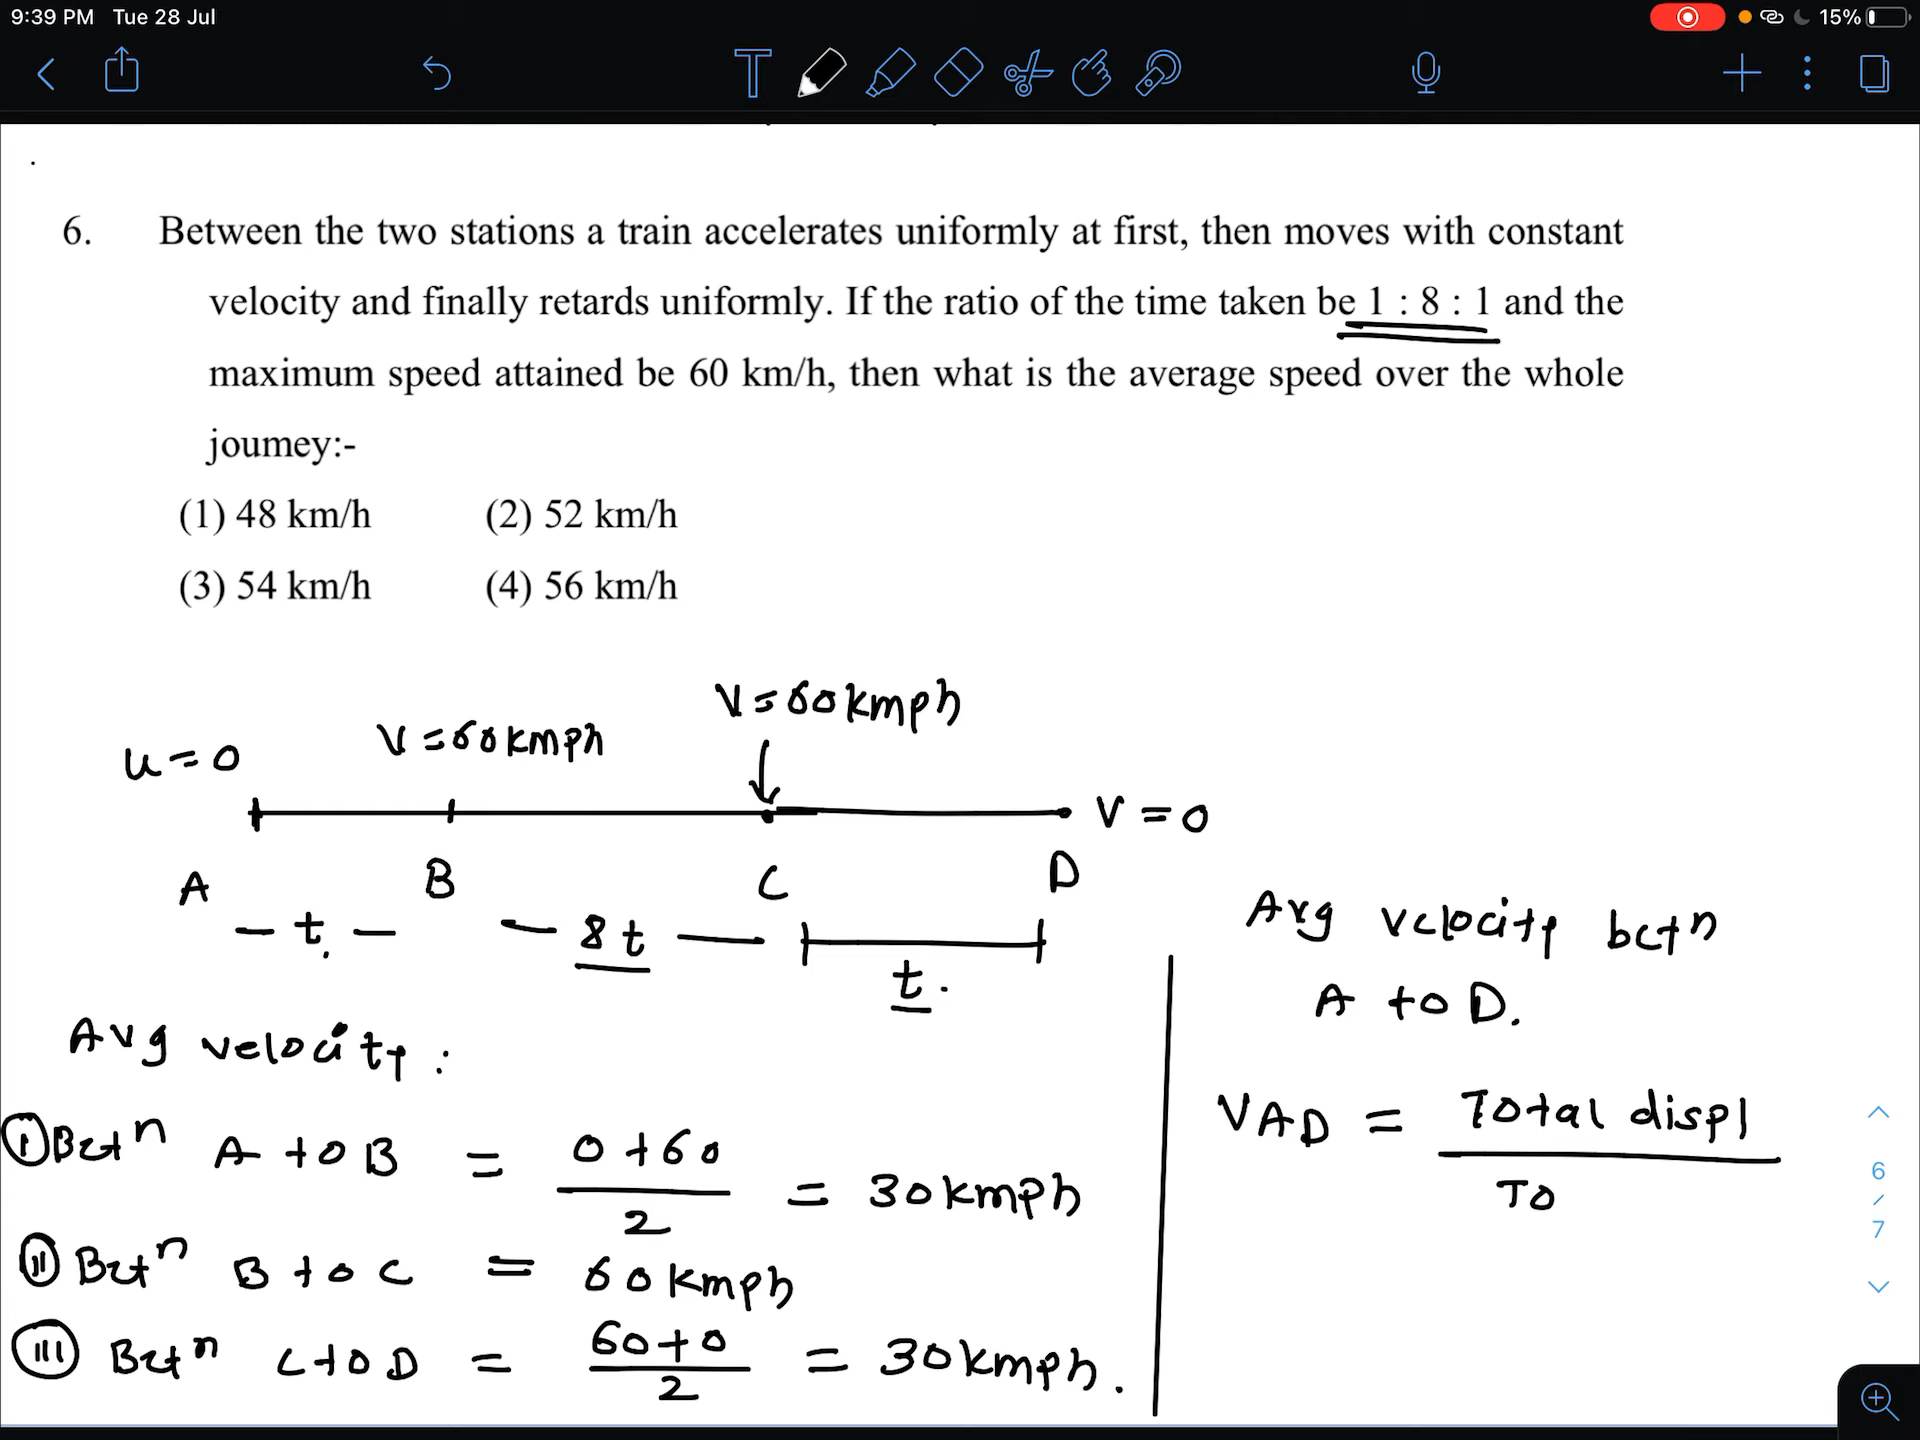 9:39 PM Tue 28 Jul
15%
6. Between the two stations a train accelerates uniformly at first, then moves with constant
velocity and finally retards uniformly. If the ratio of the time taken be 1 : 8 : 1 and the
maximum speed attained be 60 km/h, then what is the average speed over the whole
joumey:-
(1) 48 km/h (2) 52 km/h
(3) 54 km/h (4) 56 km/h
V = 60kmph
V = 60kmph
u = 0
V = 0
A B C D
- t. - - 8t - t.
Avg velocity :
(I) Betn A to B = 0+60/2 = 30kmph
(II) Betn B to C = 60kmph
(III) Betn C to D = 60+0/2 = 30kmph.
Avg velocity betn
A to D.
VAD = Total displ
To
6
/
7